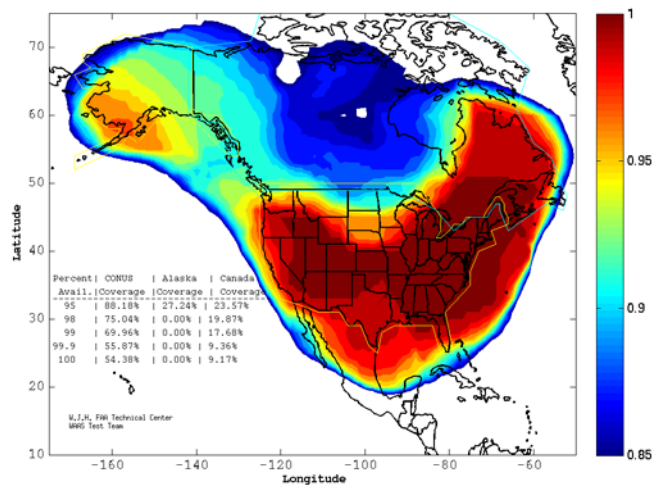 75
70
60
50
40
30
20
10
Latitude
-160
-140
-120
-100
-80
-60
Longitude
Percent| CONUS | Alaska | Canada
Avail.|Coverage |Coverage | Coverage
95 | 88.18% | 27.24% | 23.57%
98 | 75.04% | 0.00% | 19.87%
99 | 69.96% | 0.00% | 17.68%
99.9 | 55.87% | 0.00% | 9.36%
100 | 54.38% | 0.00% | 9.17%
W.J.H. FAA Technical Center
WAAS Test Team
1
0.95
0.9
0.85